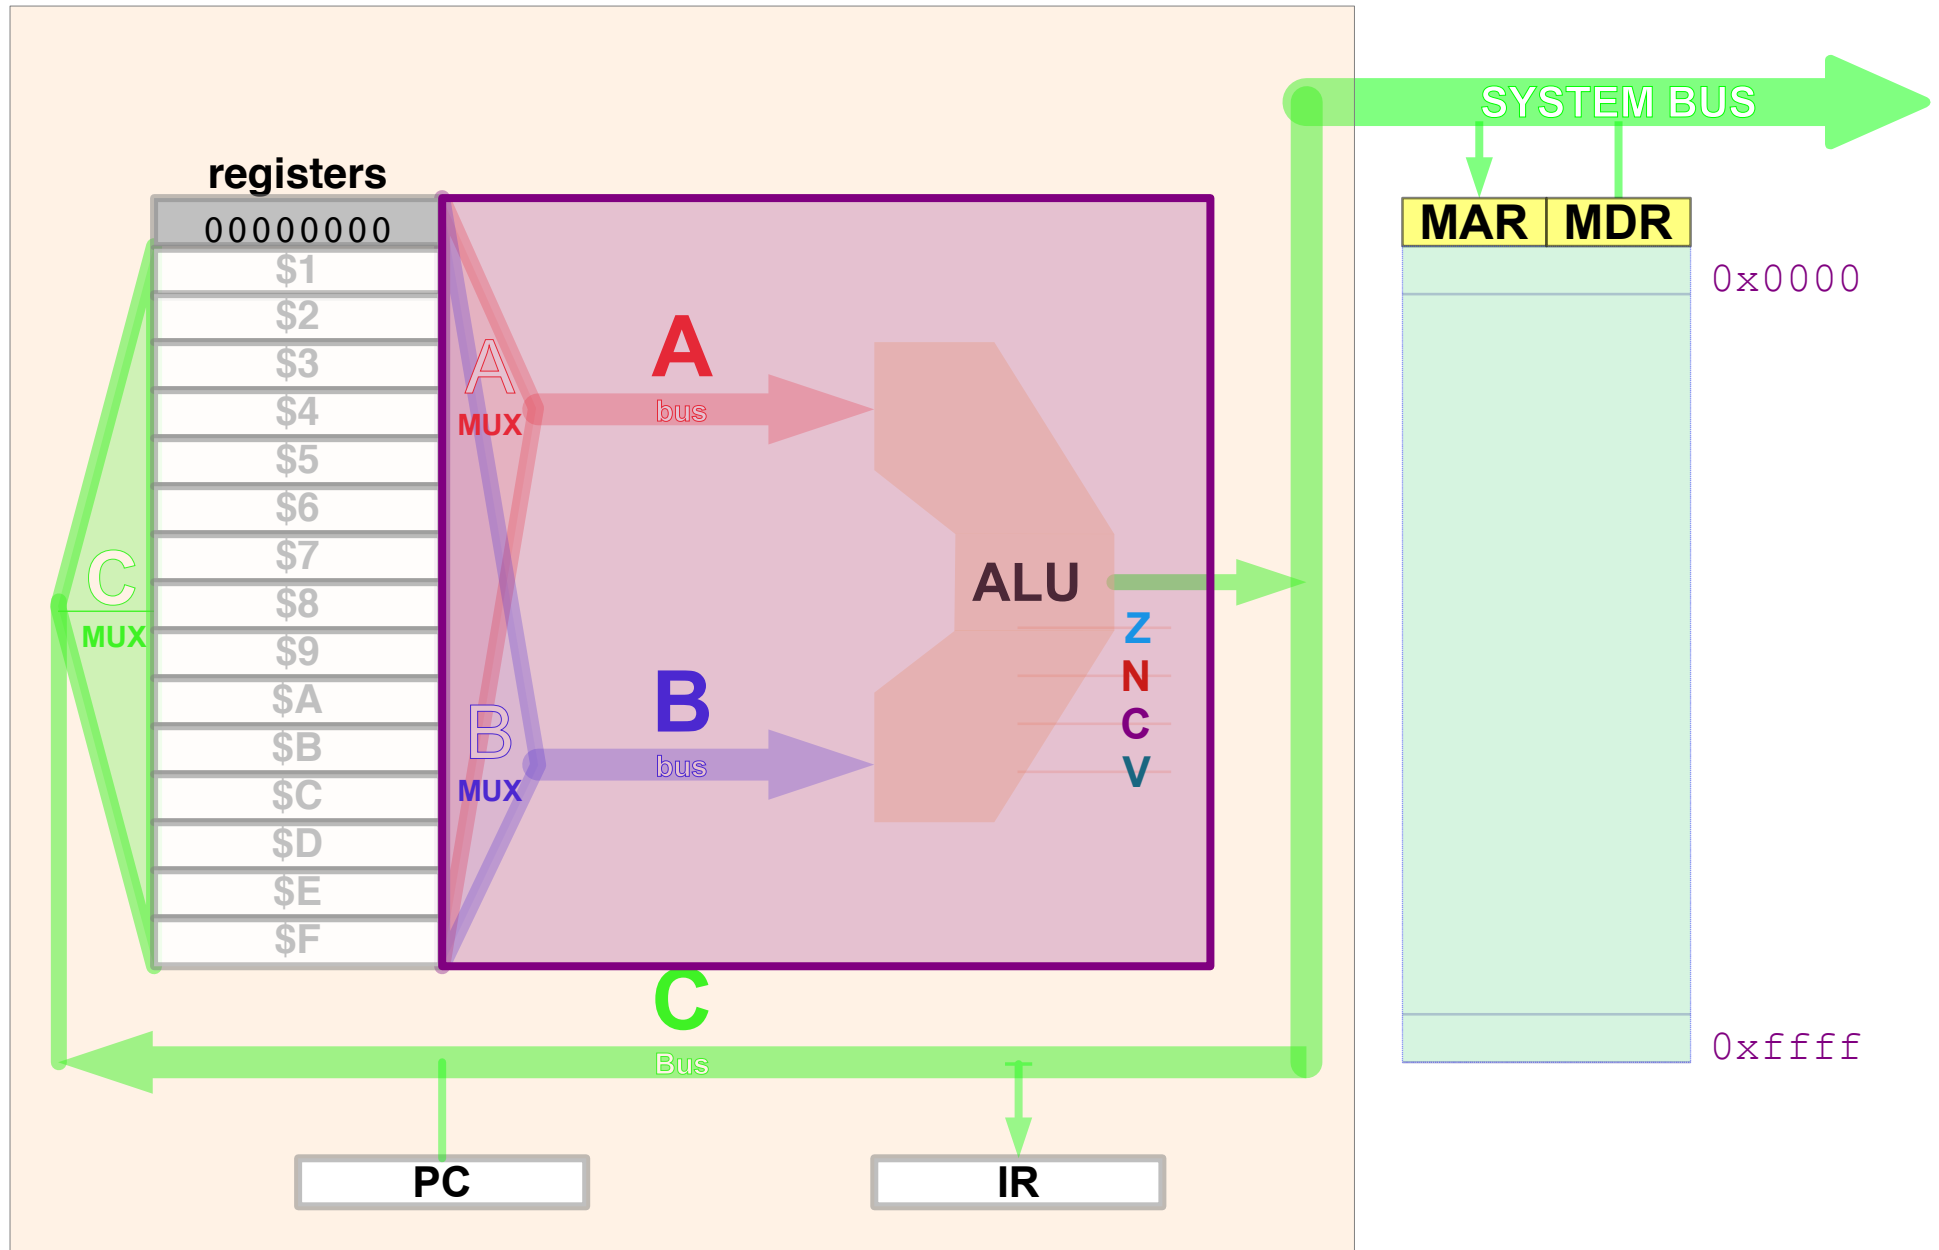 SYSTEM BUS
registers
00000000
MAR MDR
$1
0x0000
$2
$3
A
A
MUX
bus
$4
$5
$6
$7
C
MUX
$8
ALU
Z
$9
N
$A
B
B
MUX
bus
C
$B
V
$C
$D
$E
$F
C
Bus
0xffff
PC
IR